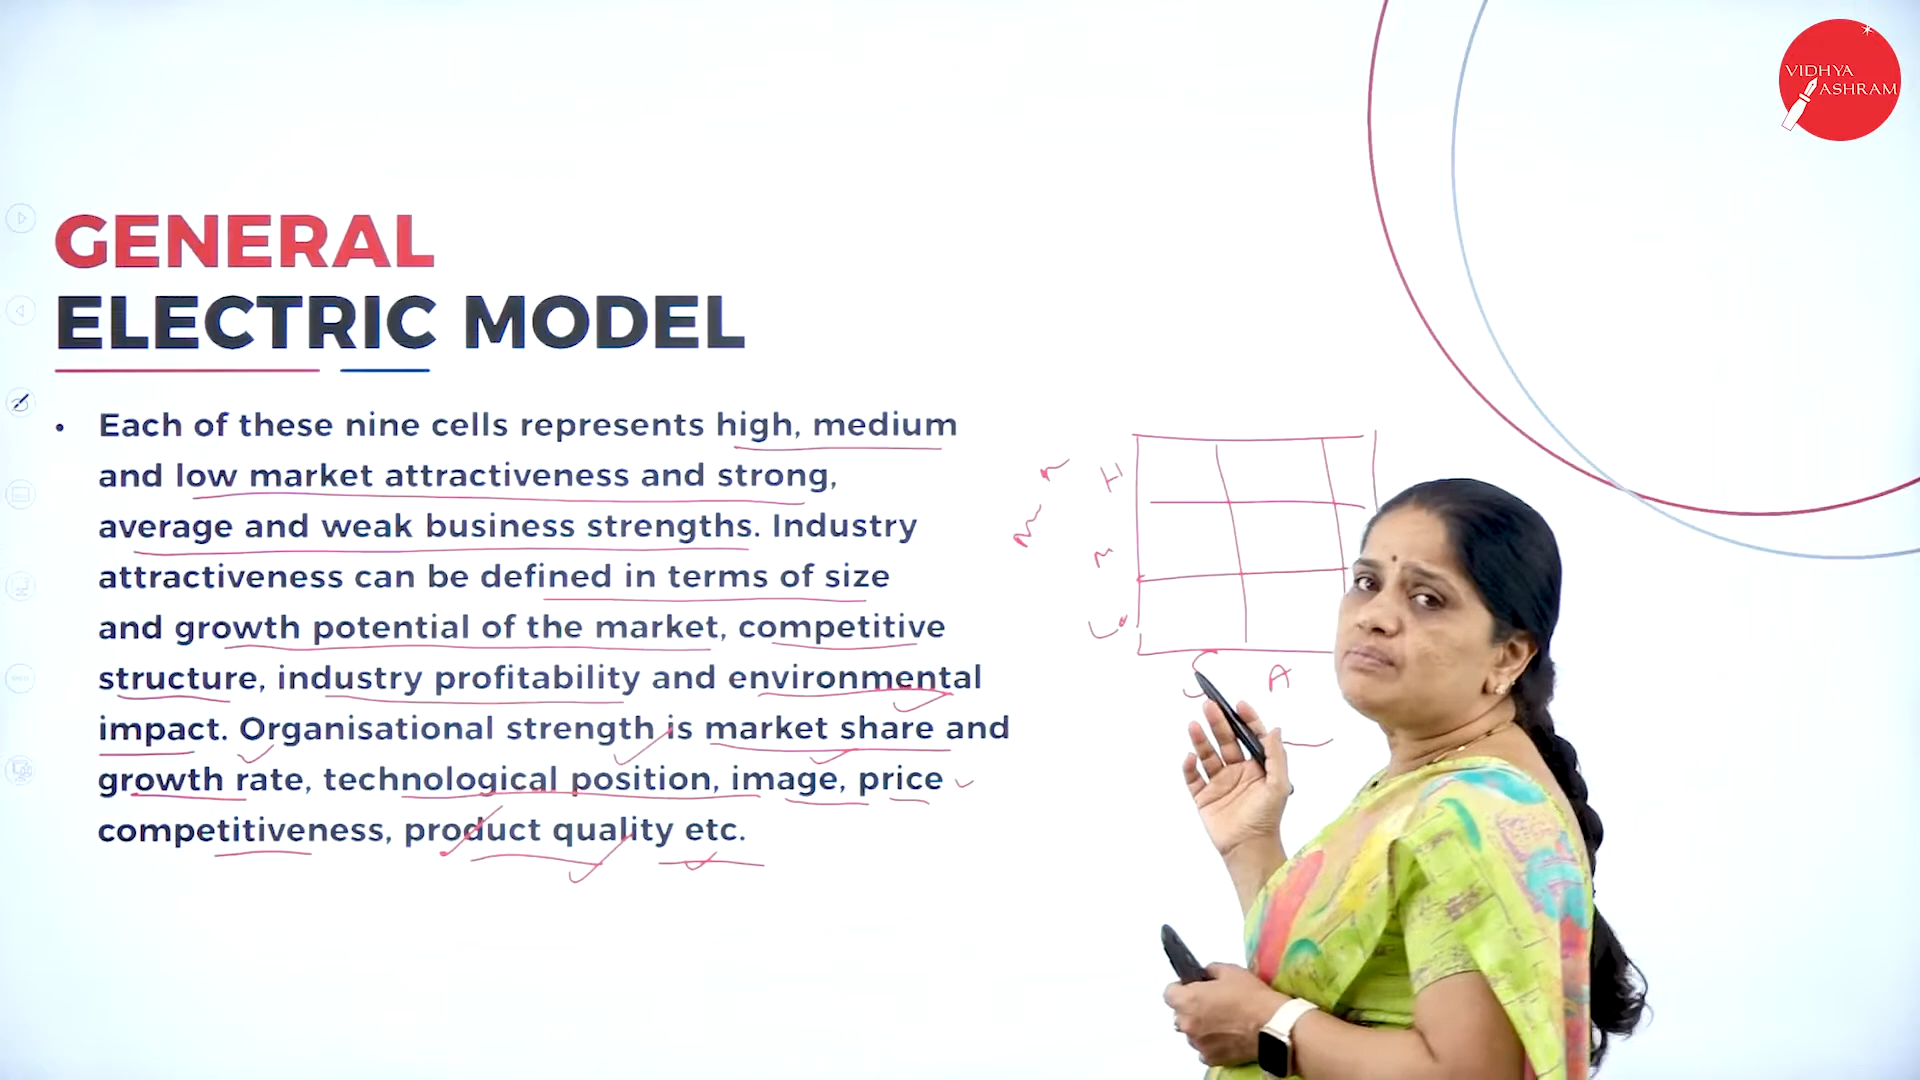 VIDHYA
ASHRAM
GENERAL
ELECTRIC MODEL
• Each of these nine cells represents high, medium
and low market attractiveness and strong,
average and weak business strengths. Industry
attractiveness can be defined in terms of size
and growth potential of the market, competitive
structure, industry profitability and environmental
impact. Organisational strength is market share and
growth rate, technological position, image, price
competitiveness, product quality etc.
H
M
L
S
A